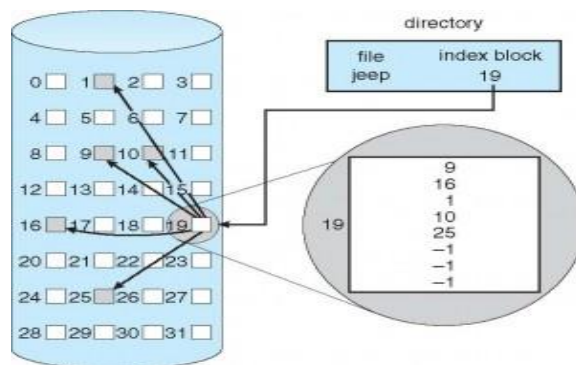 directory
file index block
jeep 19
0 1 2 3
4 5 6 7
8 9 10 11
12 13 14 15
16 17 18 19
20 21 22 23
24 25 26 27
28 29 30 31
19
9
16
1
10
25
–1
–1
–1